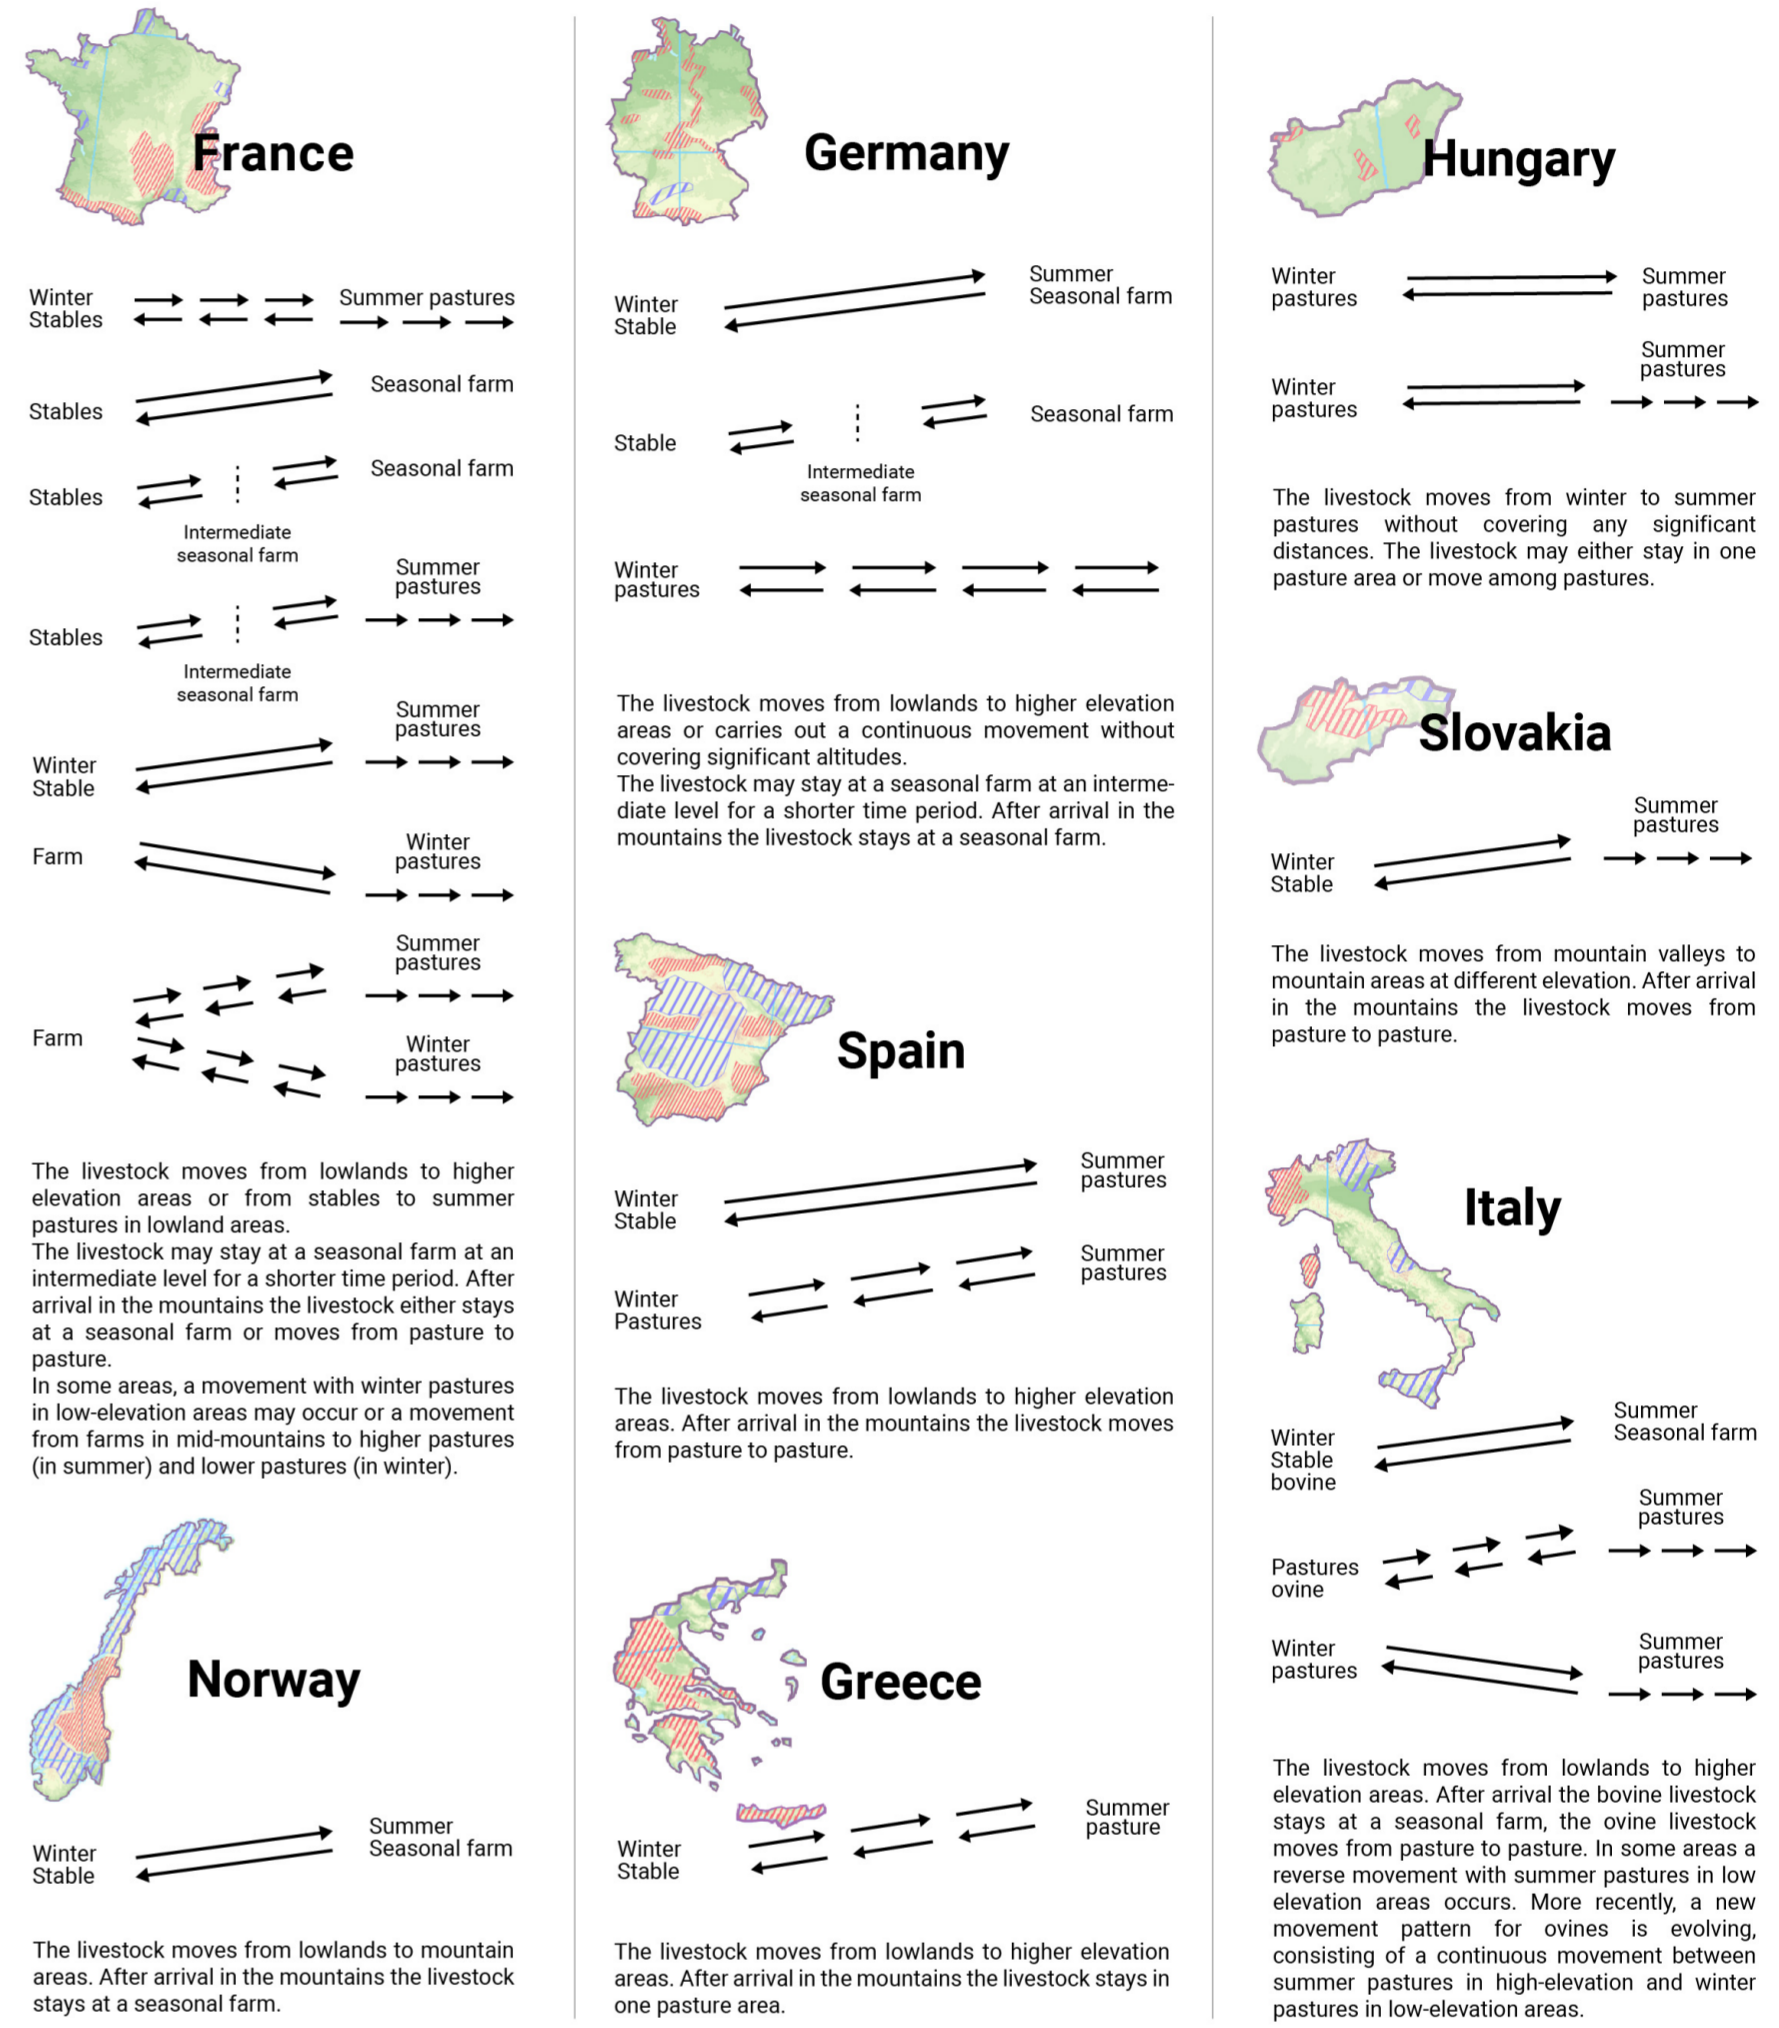 France
Winter
Stables
Summer pastures
Stables
Seasonal farm
Stables
Seasonal farm
Intermediate
seasonal farm
Stables
Summer
pastures
Intermediate
seasonal farm
Winter
Stable
Summer
pastures
Farm
Winter
pastures
Farm
Summer
pastures
Winter
pastures
The livestock moves from lowlands to higher
elevation areas or from stables to summer
pastures in lowland areas.
The livestock may stay at a seasonal farm at an
intermediate level for a shorter time period. After
arrival in the mountains the livestock either stays
at a seasonal farm or moves from pasture to
pasture.
In some areas, a movement with winter pastures
in low-elevation areas may occur or a movement
from farms in mid-mountains to higher pastures
(in summer) and lower pastures (in winter).
Norway
Winter
Stable
Summer
Seasonal farm
The livestock moves from lowlands to mountain
areas. After arrival in the mountains the livestock
stays at a seasonal farm.
Germany
Winter
Stable
Summer
Seasonal farm
Stable
Seasonal farm
Intermediate
seasonal farm
Winter
pastures
The livestock moves from lowlands to higher elevation
areas or carries out a continuous movement without
covering significant altitudes.
The livestock may stay at a seasonal farm at an interme-
diate level for a shorter time period. After arrival in the
mountains the livestock stays at a seasonal farm.
Spain
Winter
Stable
Summer
pastures
Winter
Pastures
Summer
pastures
The livestock moves from lowlands to higher elevation
areas. After arrival in the mountains the livestock moves
from pasture to pasture.
Greece
Winter
Stable
Summer
pasture
The livestock moves from lowlands to higher elevation
areas. After arrival in the mountains the livestock stays in
one pasture area.
Hungary
Winter
pastures
Summer
pastures
Winter
pastures
Summer
pastures
The livestock moves from winter to summer
pastures without covering any significant
distances. The livestock may either stay in one
pasture area or move among pastures.
Slovakia
Winter
Stable
Summer
pastures
The livestock moves from mountain valleys to
mountain areas at different elevation. After arrival
in the mountains the livestock moves from
pasture to pasture.
Italy
Winter
Stable
bovine
Summer
Seasonal farm
Pastures
ovine
Summer
pastures
Winter
pastures
Summer
pastures
The livestock moves from lowlands to higher
elevation areas. After arrival the bovine livestock
stays at a seasonal farm, the ovine livestock
moves from pasture to pasture. In some areas a
reverse movement with summer pastures in low
elevation areas occurs. More recently, a new
movement pattern for ovines is evolving,
consisting of a continuous movement between
summer pastures in high-elevation and winter
pastures in low-elevation areas.